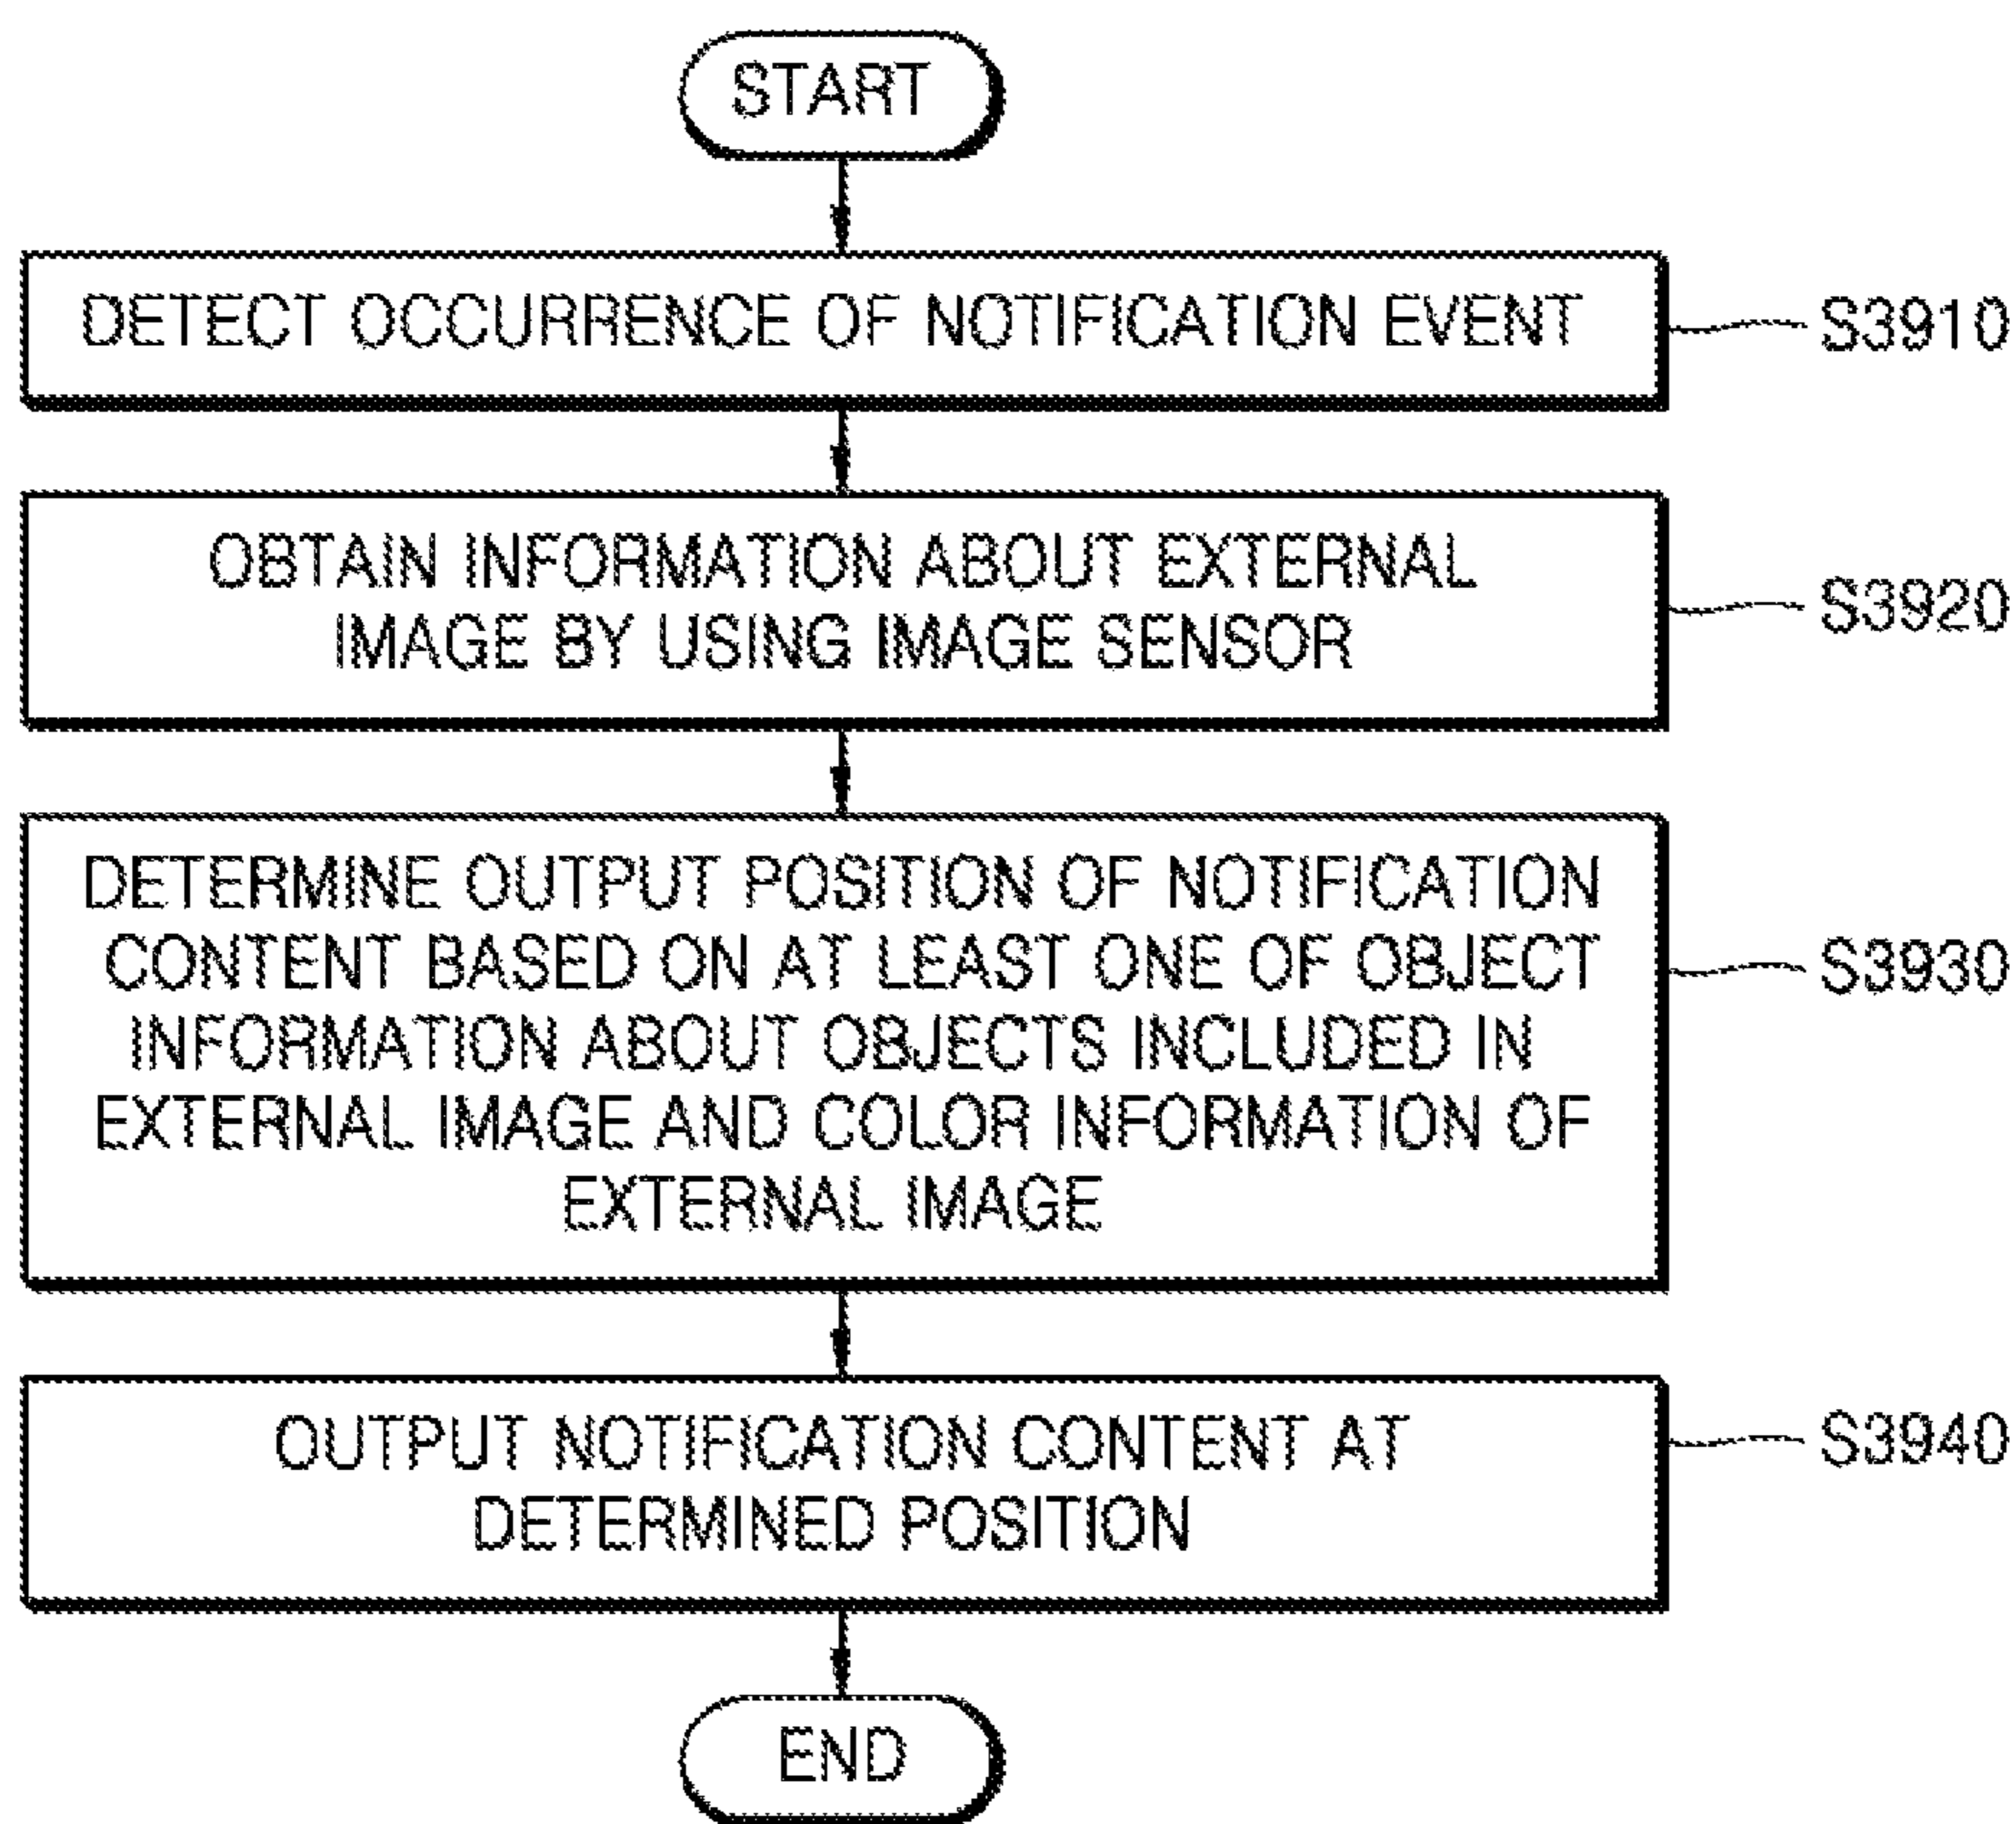 START
DETECT OCCURRENCE OF NOTIFICATION EVENT
S3910
OBTAIN INFORMATION ABOUT EXTERNAL
IMAGE BY USING IMAGE SENSOR
S3920
DETERMINE OUTPUT POSITION OF NOTIFICATION
CONTENT BASED ON AT LEAST ONE OF OBJECT
INFORMATION ABOUT OBJECTS INCLUDED IN
EXTERNAL IMAGE AND COLOR INFORMATION OF
EXTERNAL IMAGE
S3930
OUTPUT NOTIFICATION CONTENT AT
DETERMINED POSITION
S3940
END